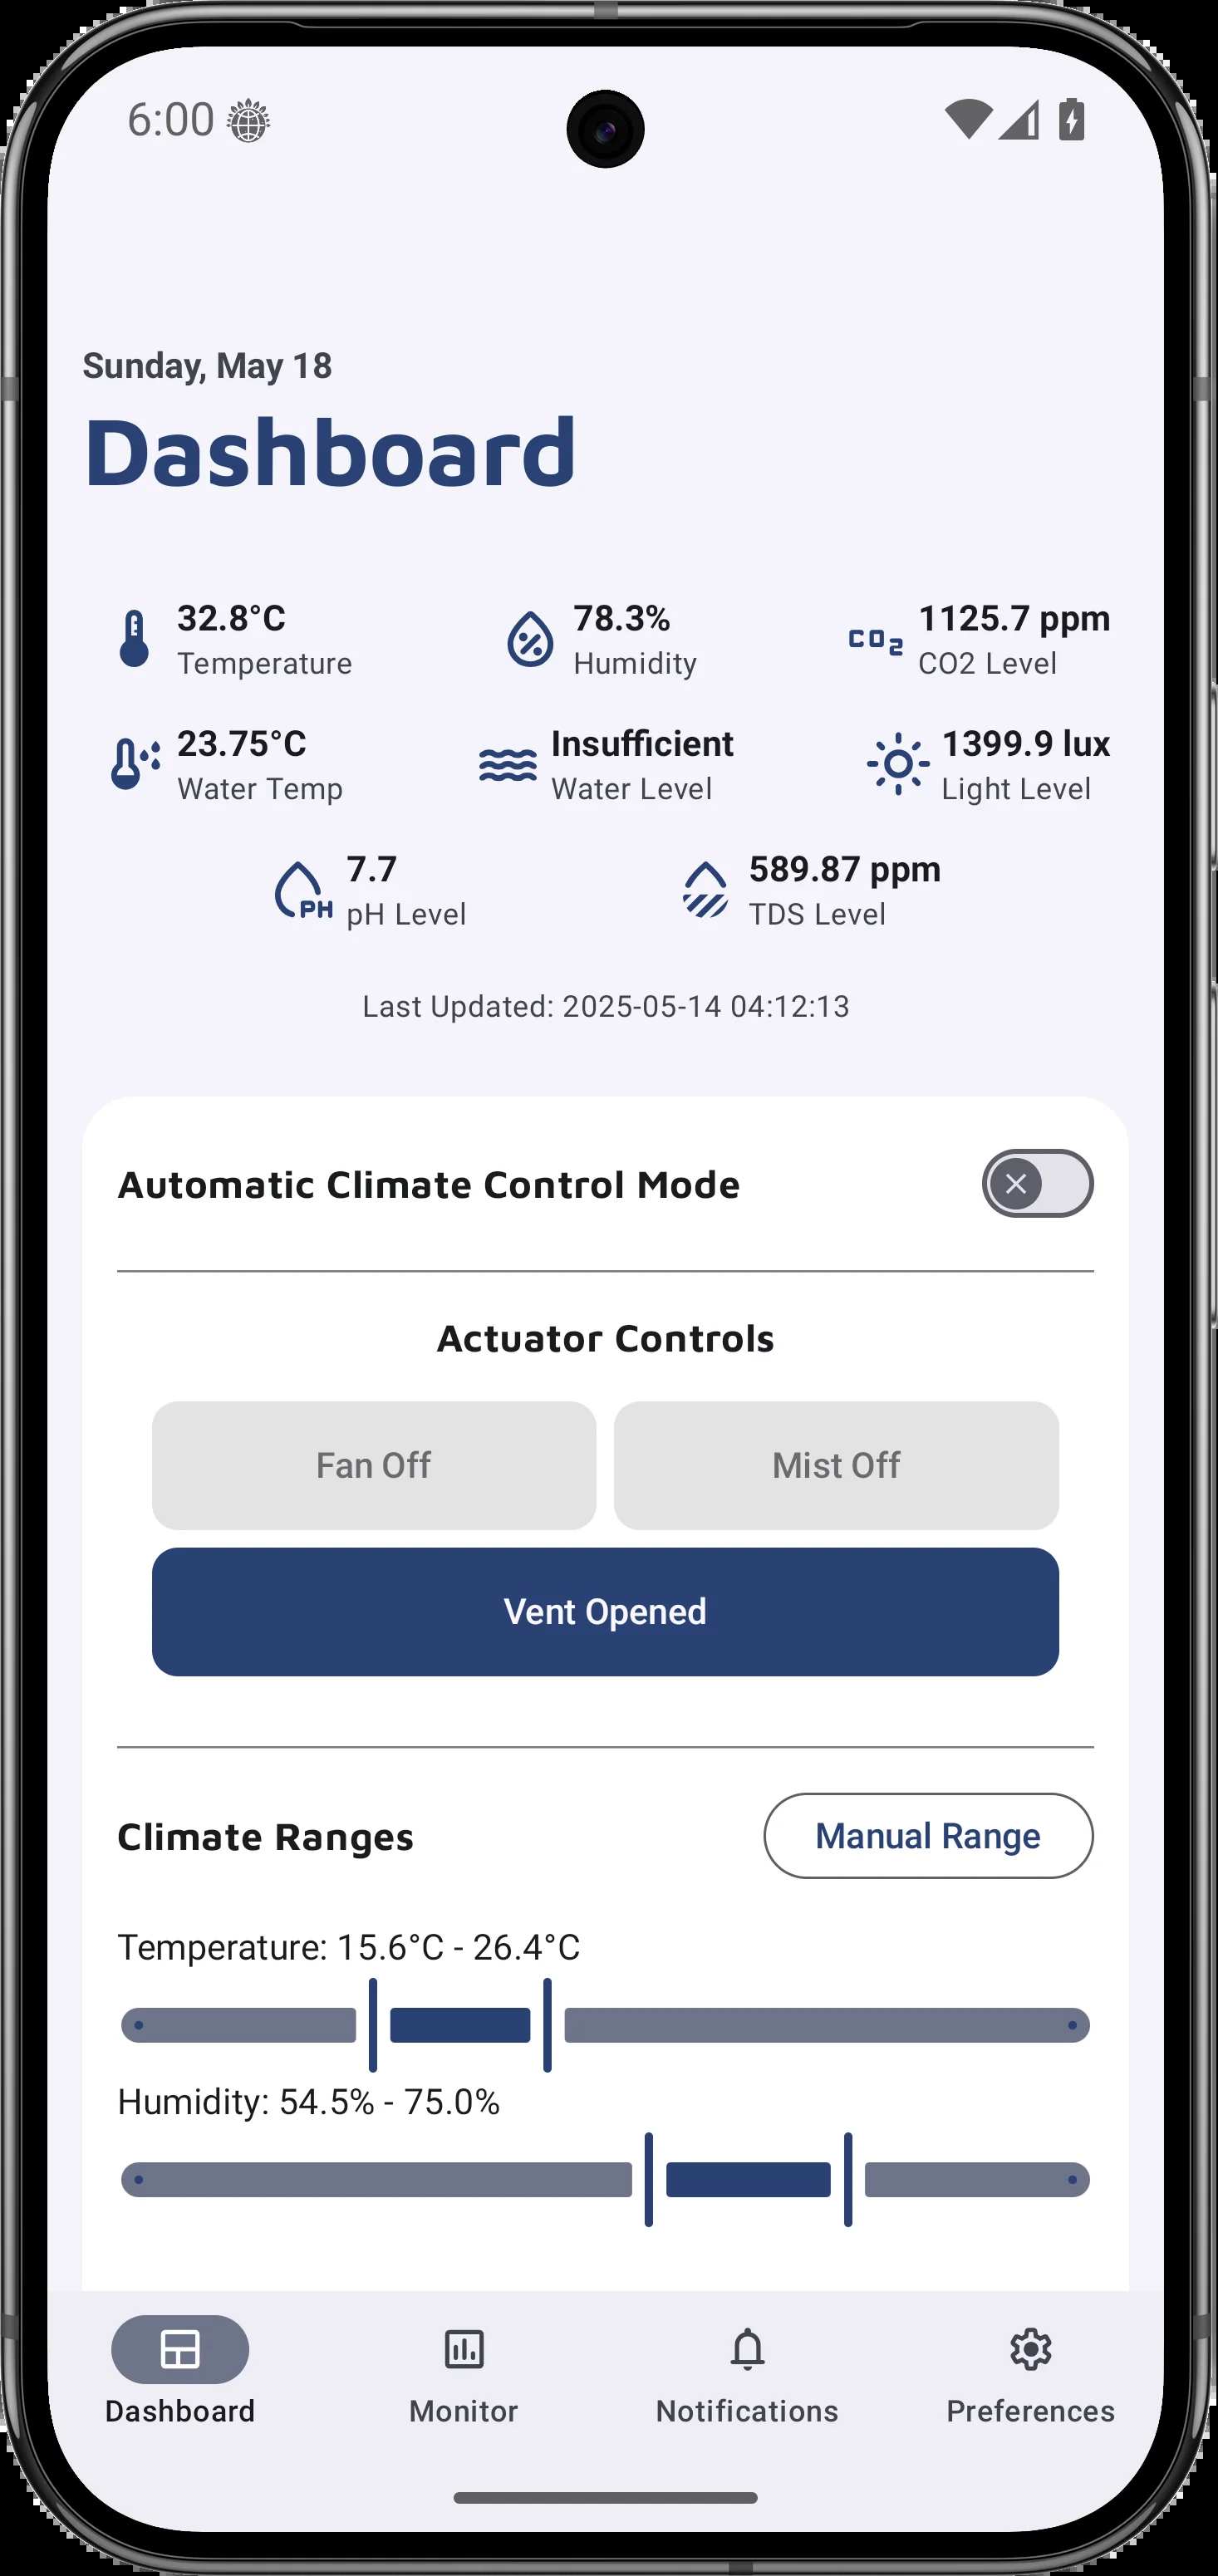 6:00
Sunday, May 18
Dashboard
32.8°C
Temperature
78.3%
Humidity
CO2
1125.7 ppm
CO2 Level
23.75°C
Water Temp
Insufficient
Water Level
1399.9 lux
Light Level
PH
7.7
pH Level
589.87 ppm
TDS Level
Last Updated: 2025-05-14 04:12:13
Automatic Climate Control Mode
Actuator Controls
Fan Off
Mist Off
Vent Opened
Climate Ranges
Manual Range
Temperature: 15.6°C - 26.4°C
Humidity: 54.5% - 75.0%
Dashboard
Monitor
Notifications
Preferences